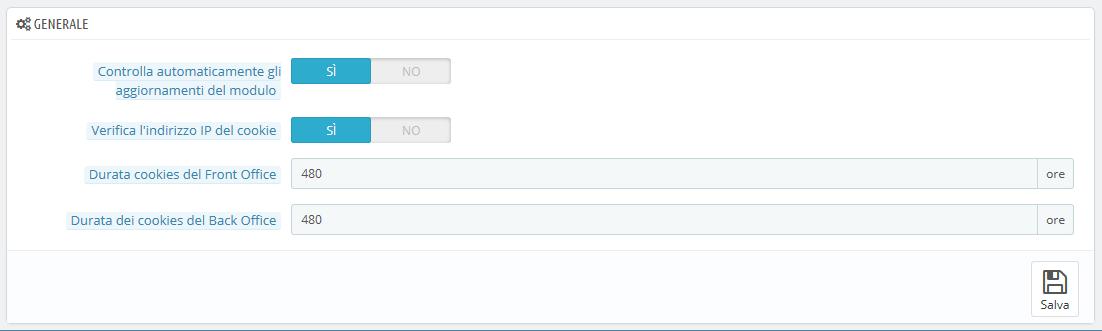 GENERALE
Controlla automaticamente gli
aggiornamenti del modulo
SÌ NO
Verifica l'indirizzo IP del cookie
SÌ NO
Durata cookies del Front Office
480 ore
Durata dei cookies del Back Office
480 ore
Salva